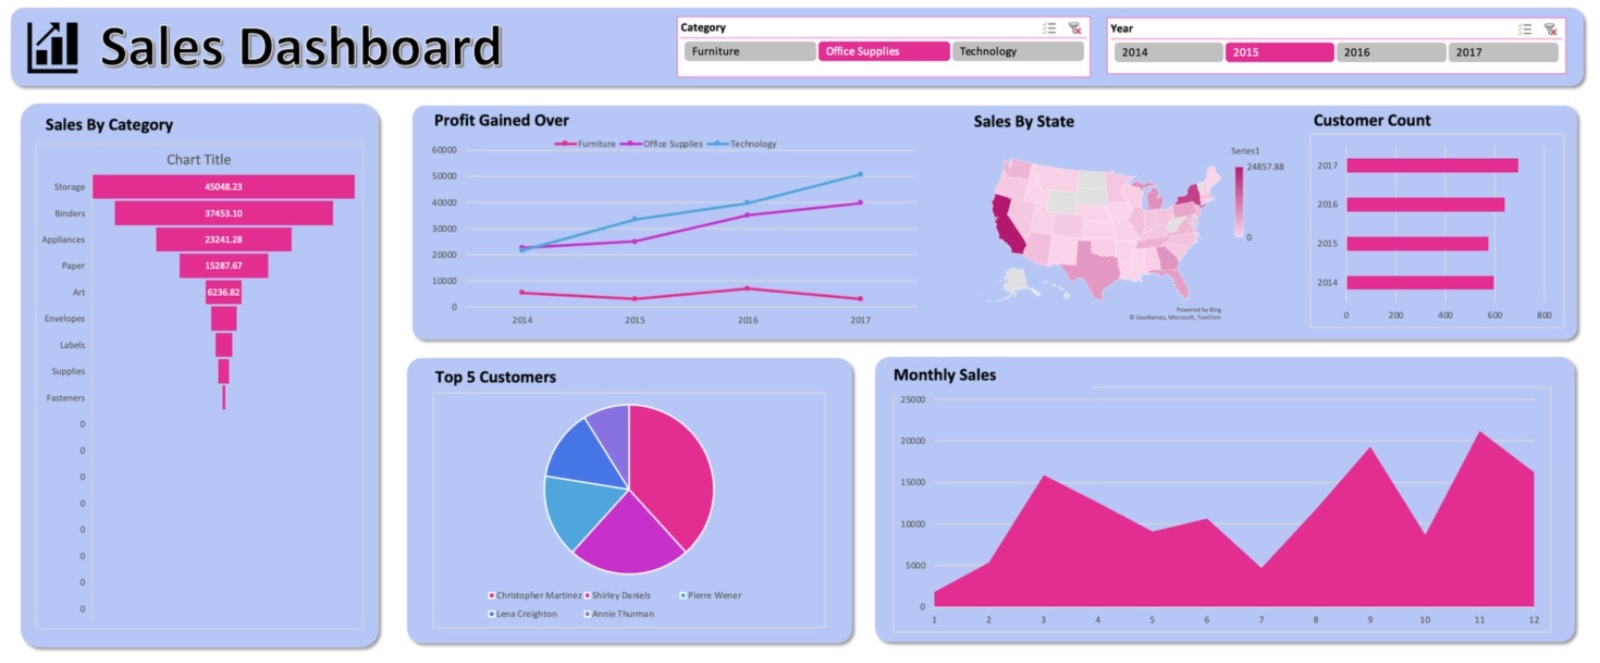 Sales Dashboard
Category
Furniture Office Supplies Technology
Year
2014 2015 2016 2017
Sales By Category
Chart Title
Storage 45048.23
Binders 37453.10
Appliances 23241.28
Paper 15287.67
Art 6236.82
Envelopes
Labels
Supplies
Fasteners
0
0
0
0
0
0
0
0
Profit Gained Over
Furniture Office Supplies Technology
60000
50000
40000
30000
20000
10000
0
2014 2015 2016 2017
Sales By State
Series1
24857.88
0
Powered by Bing
© GeoNames, Microsoft, TomTom
Customer Count
2017
2016
2015
2014
0 200 400 600 800
Top 5 Customers
Christopher Martinez Shirley Daniels Pierre Wener
Lena Creighton Annie Thurman
Monthly Sales
25000
20000
15000
10000
5000
0
1 2 3 4 5 6 7 8 9 10 11 12